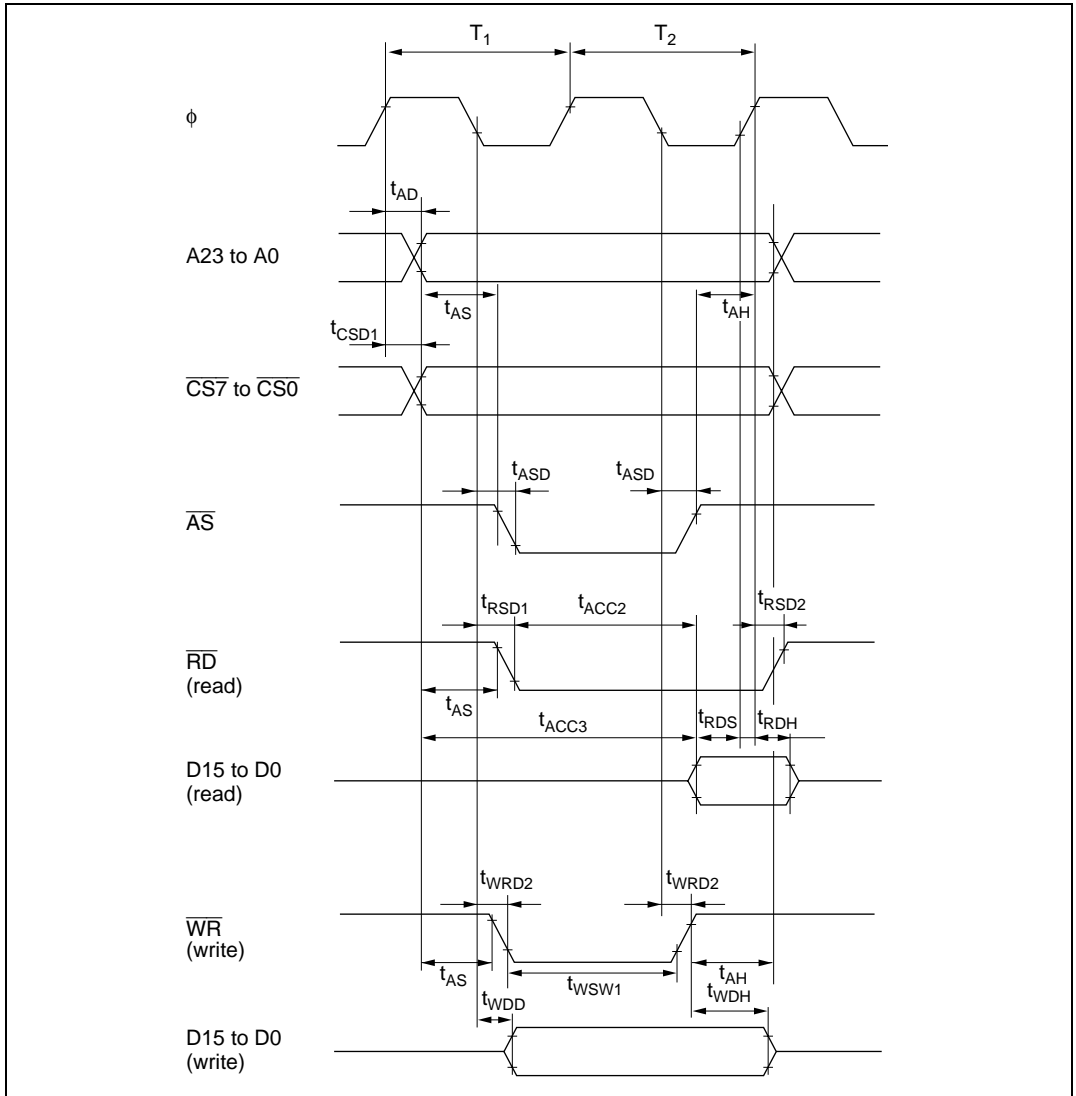 T1 T2
φ
tAD
A23 to A0
tAS tAH
tCSD1
CS7 to CS0
tASD tASD
AS
tRSD1 tACC2 tRSD2
RD
(read)
tAS
tACC3 tRDS tRDH
D15 to D0
(read)
tWRD2 tWRD2
WR
(write)
tAS tWSW1 tAH
tWDD tWDH
D15 to D0
(write)